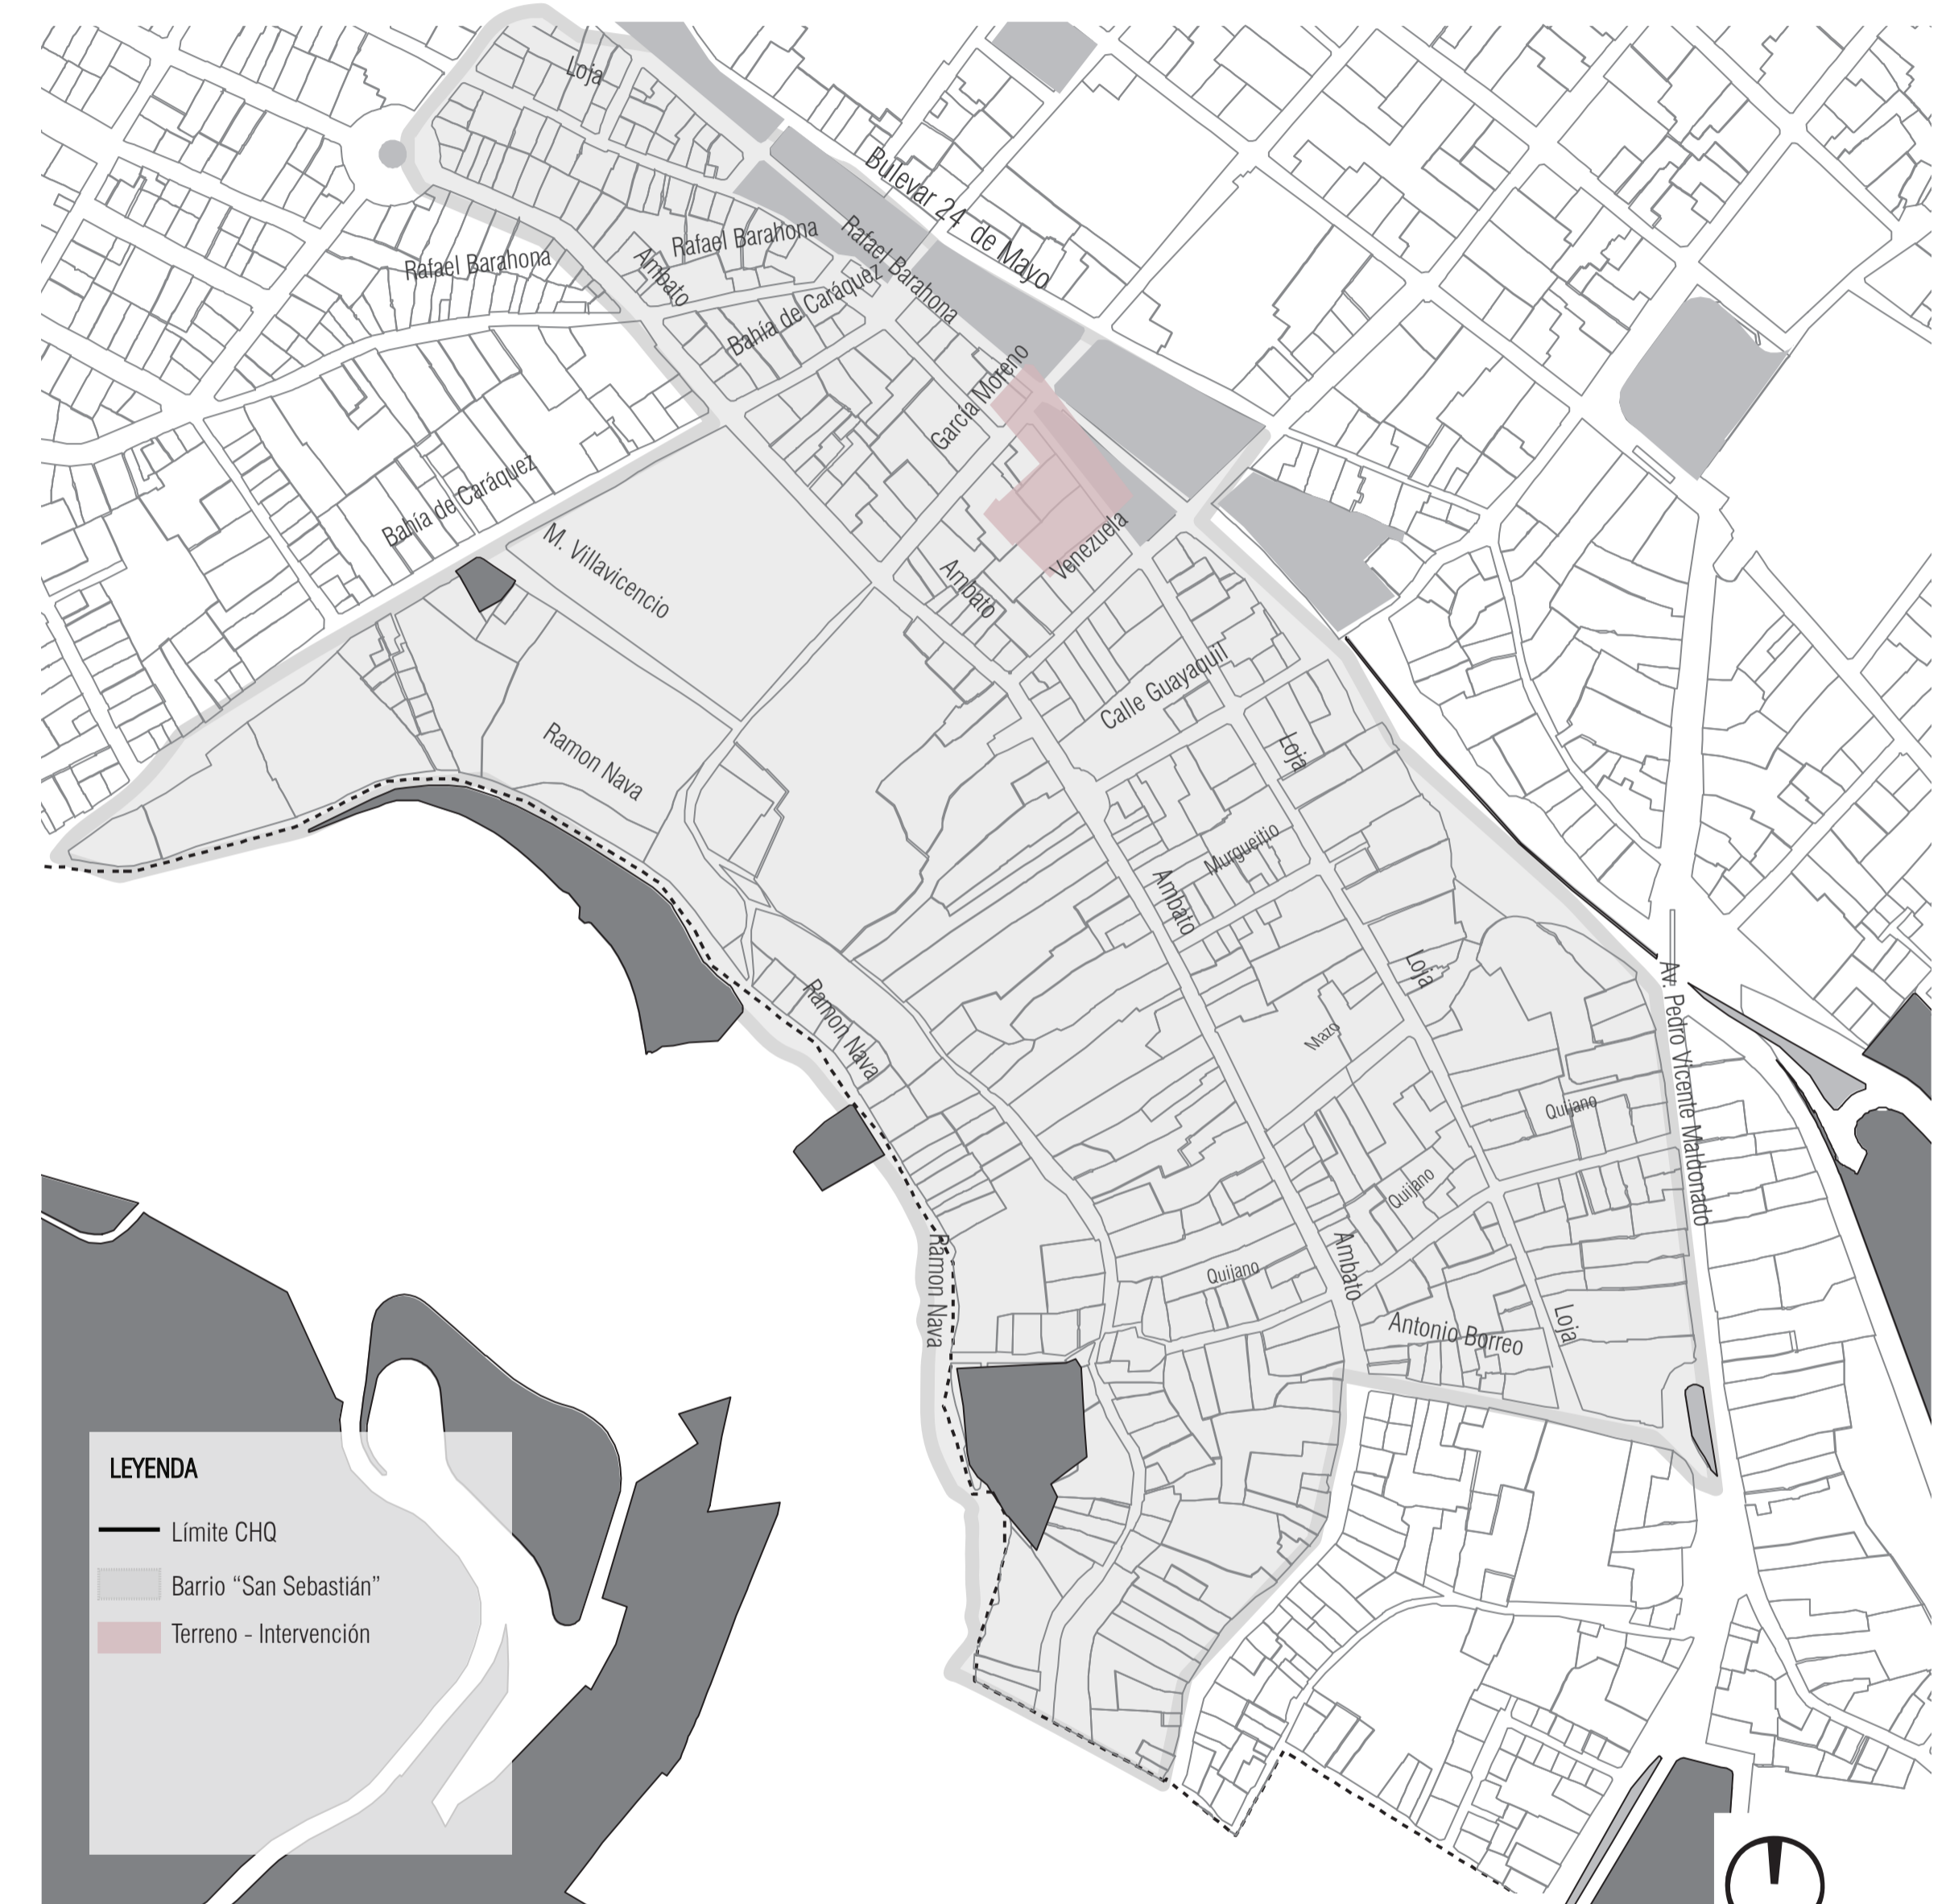 Loja
Bulevar 24 de Mayo
Rafael Barahona
Rafael Barahona
Rafael Barahona
Ambato
Bahía de Caráquez
García Moreno
Bahía de Caráquez
M. Villavicencio
Venezuela
Ambato
Calle Guayaquil
Ramon Nava
Loja
Murgueitio
Ambato
Loja
Ramon Nava
Mazo
Av. Pedro Vicente Maldonado
Quijano
Quijano
Ramon Nava
Quijano
Ambato
Antonio Borreo
Loja
LEYENDA
Límite CHQ
Barrio “San Sebastián”
Terreno - Intervención